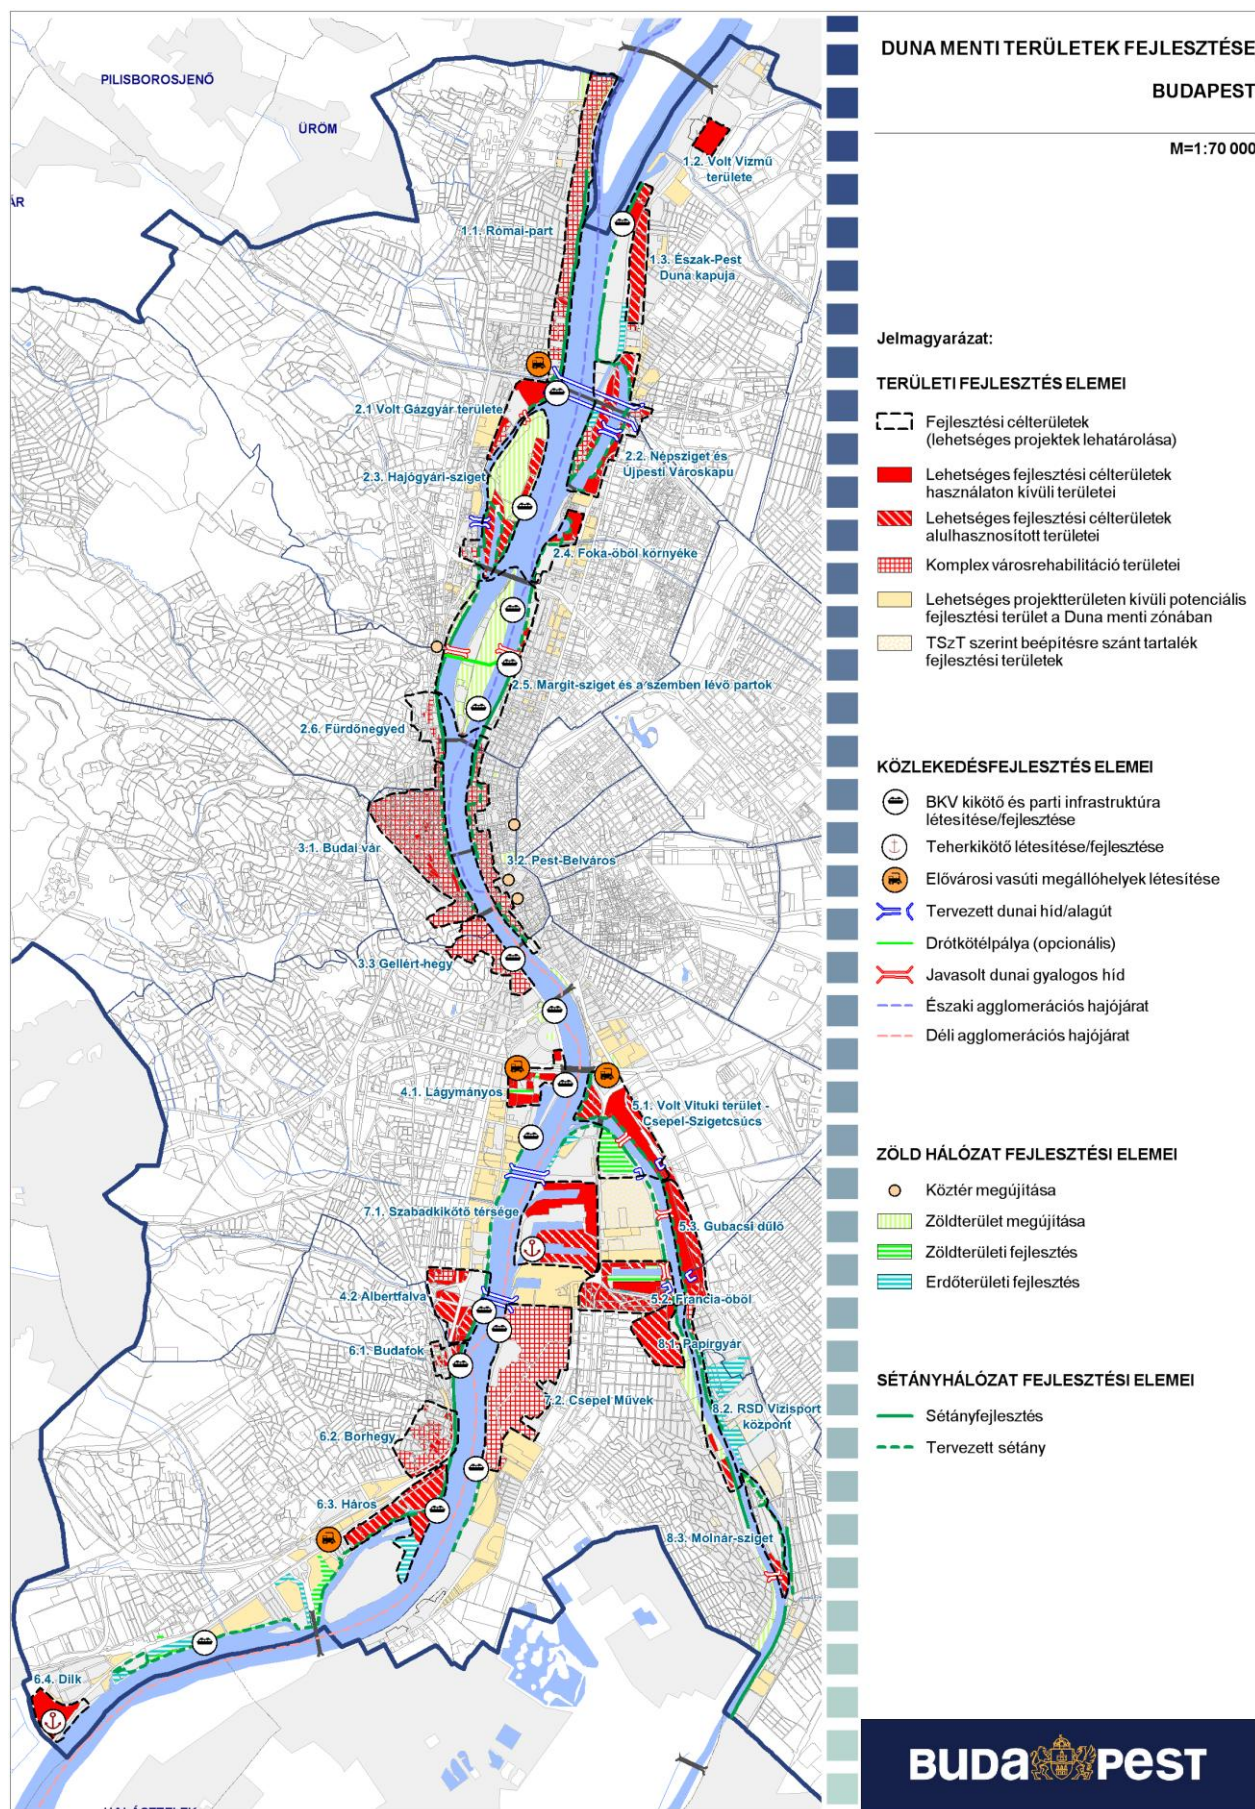 DUNA MENTI TERÜLETEK FEJLESZTÉSE
BUDAPEST
M=1:70 000
PILISBOROSJENŐ
ÜRÖM
ÁR
1.2. Volt Vízmű
területe
1.1. Római-part
1.3. Észak-Pest
Duna kapuja
2.1 Volt Gázgyár területe
2.2. Népsziget és
Újpesti Városkapu
2.3. Hajógyári-sziget
2.4. Foka-öböl környéke
2.5. Margit-sziget és a szemben lévő partok
2.6. Fürdőnegyed
3.1. Budai vár
3.2. Pest-Belváros
3.3 Gellért-hegy
4.1. Lágymányos
5.1. Volt Vituki terület -
Csepel-Szigetcsúcs
7.1. Szabadkikötő térsége
5.3. Gubacsi dűlő
4.2 Albertfalva
5.2. Francia-öböl
6.1. Budafok
8.1. Papírgyár
7.2. Csepel Művek
8.2. RSD Vízisport
központ
6.2. Borhegy
6.3. Háros
8.3. Molnár-sziget
6.4. Dilk
Jelmagyarázat:
TERÜLETI FEJLESZTÉS ELEMEI
Fejlesztési célterületek
(lehetséges projektek lehatárolása)
Lehetséges fejlesztési célterületek
használaton kívüli területei
Lehetséges fejlesztési célterületek
alulhasznosított területei
Komplex városrehabilitáció területei
Lehetséges projektterületen kívüli potenciális
fejlesztési terület a Duna menti zónában
TSzT szerint beépítésre szánt tartalék
fejlesztési területek
KÖZLEKEDÉSFEJLESZTÉS ELEMEI
BKV kikötő és parti infrastruktúra
létesítése/fejlesztése
Teherkikötő létesítése/fejlesztése
Elővárosi vasúti megállóhelyek létesítése
Tervezett dunai híd/alagút
Drótkötélpálya (opcionális)
Javasolt dunai gyalogos híd
Északi agglomerációs hajójárat
Déli agglomerációs hajójárat
ZÖLD HÁLÓZAT FEJLESZTÉSI ELEMEI
Köztér megújítása
Zöldterület megújítása
Zöldterületi fejlesztés
Erdőterületi fejlesztés
SÉTÁNYHÁLÓZAT FEJLESZTÉSI ELEMEI
Sétányfejlesztés
Tervezett sétány
BUDAPEST